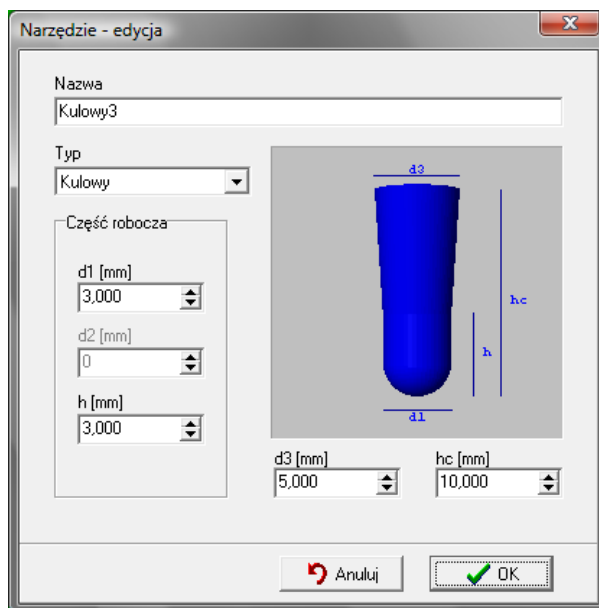 Narzędzie - edycja
Nazwa
Kulowy3
Typ
Kulowy
Część robocza
d1 [mm]
3,000
d2 [mm]
0
h [mm]
3,000
d3
hc
h
d1
d3 [mm]
5,000
hc [mm]
10,000
Anuluj
OK